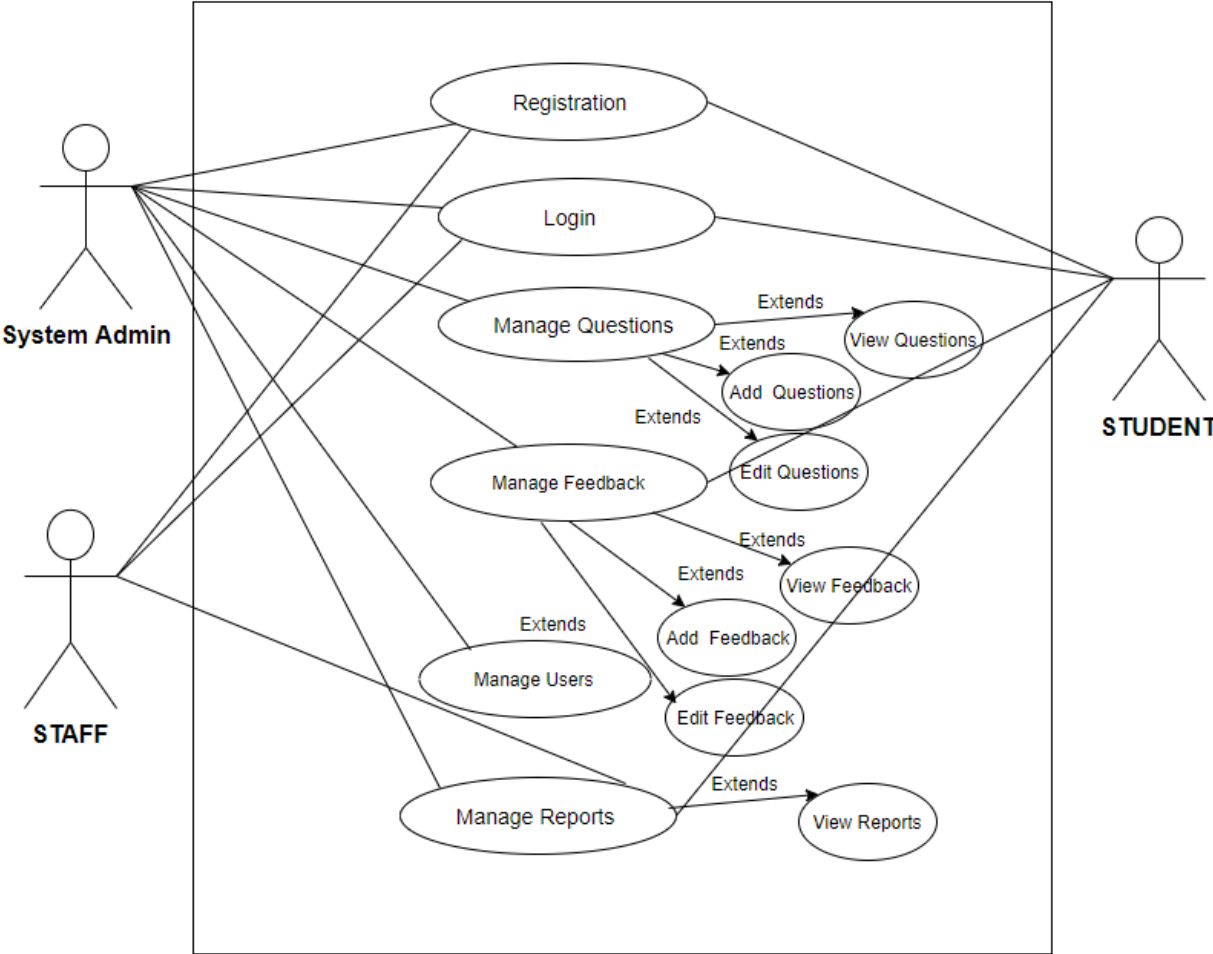 Registration
Login
System Admin
Manage Questions
Extends
View Questions
Extends
Add  Questions
Extends
Edit Questions
STUDENT
Manage Feedback
Extends
View Feedback
Extends
Add  Feedback
Extends
Edit Feedback
Manage Users
STAFF
Manage Reports
Extends
View Reports